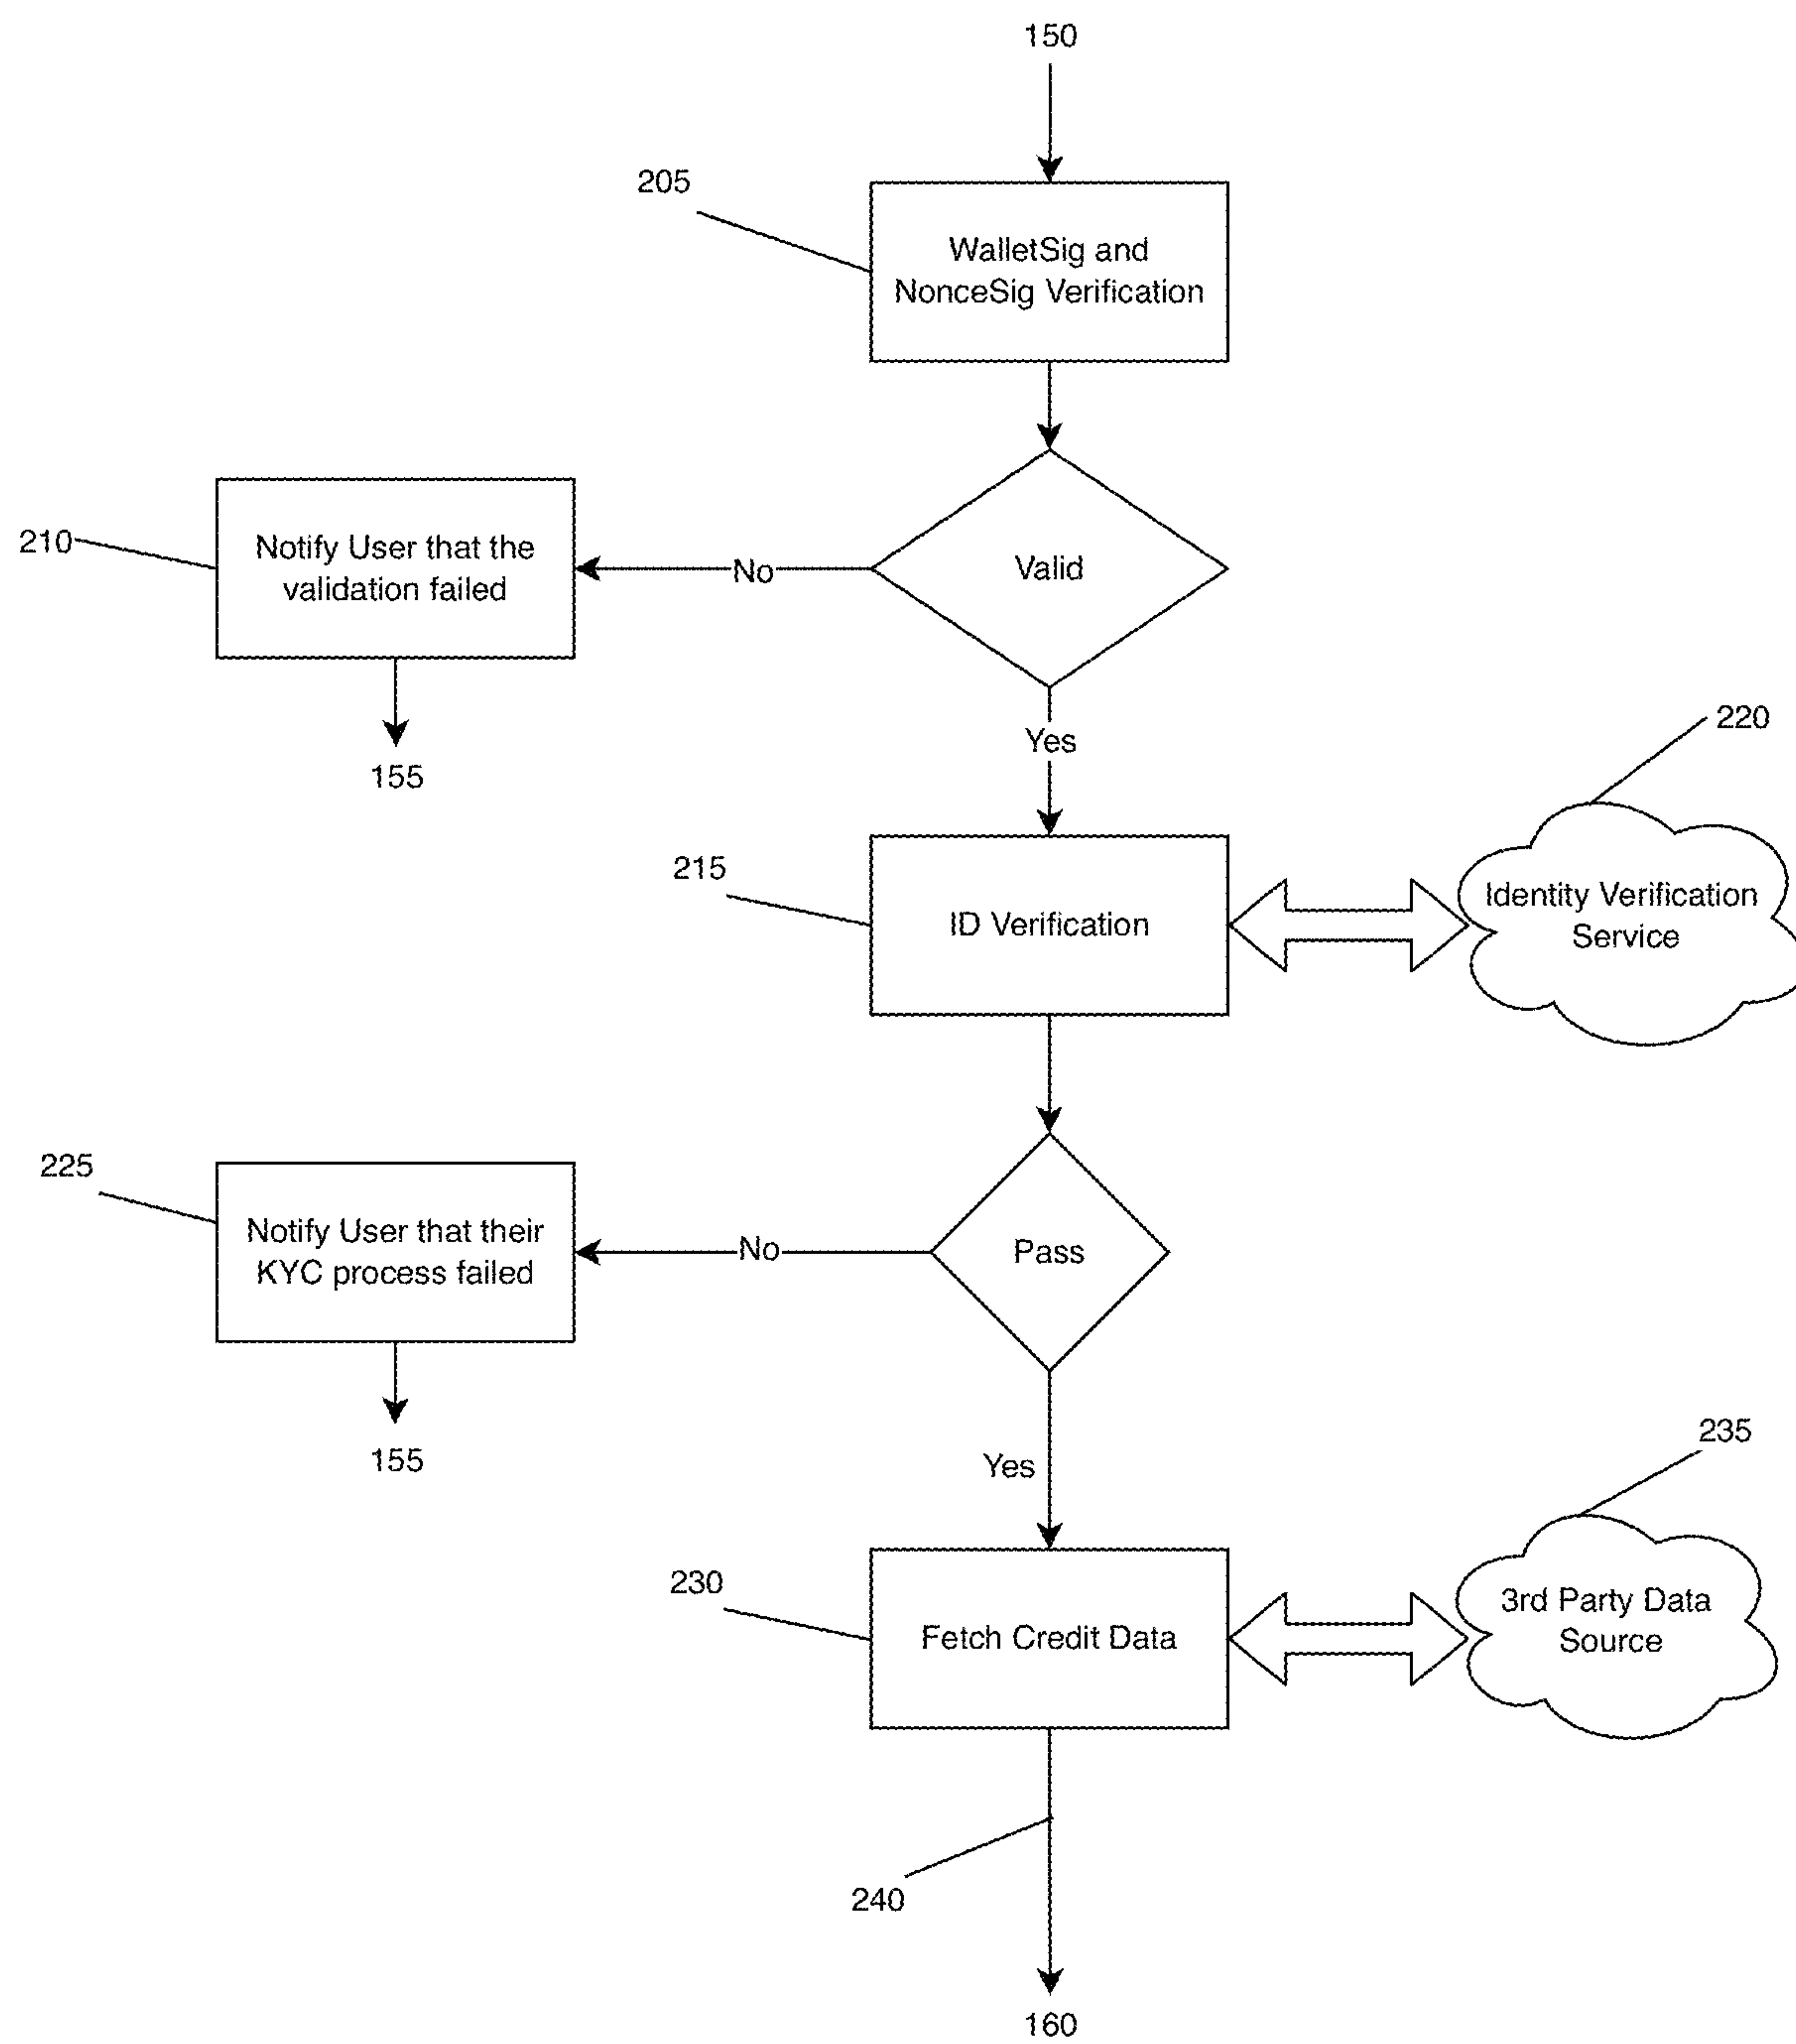 150
205
WalletSig and
NonceSig Verification
210
Notify User that the
validation failed
No
Valid
155
Yes
220
215
ID Verification
Identity Verification
Service
225
Notify User that their
KYC process failed
No
Pass
155
Yes
235
230
Fetch Credit Data
3rd Party Data
Source
240
160